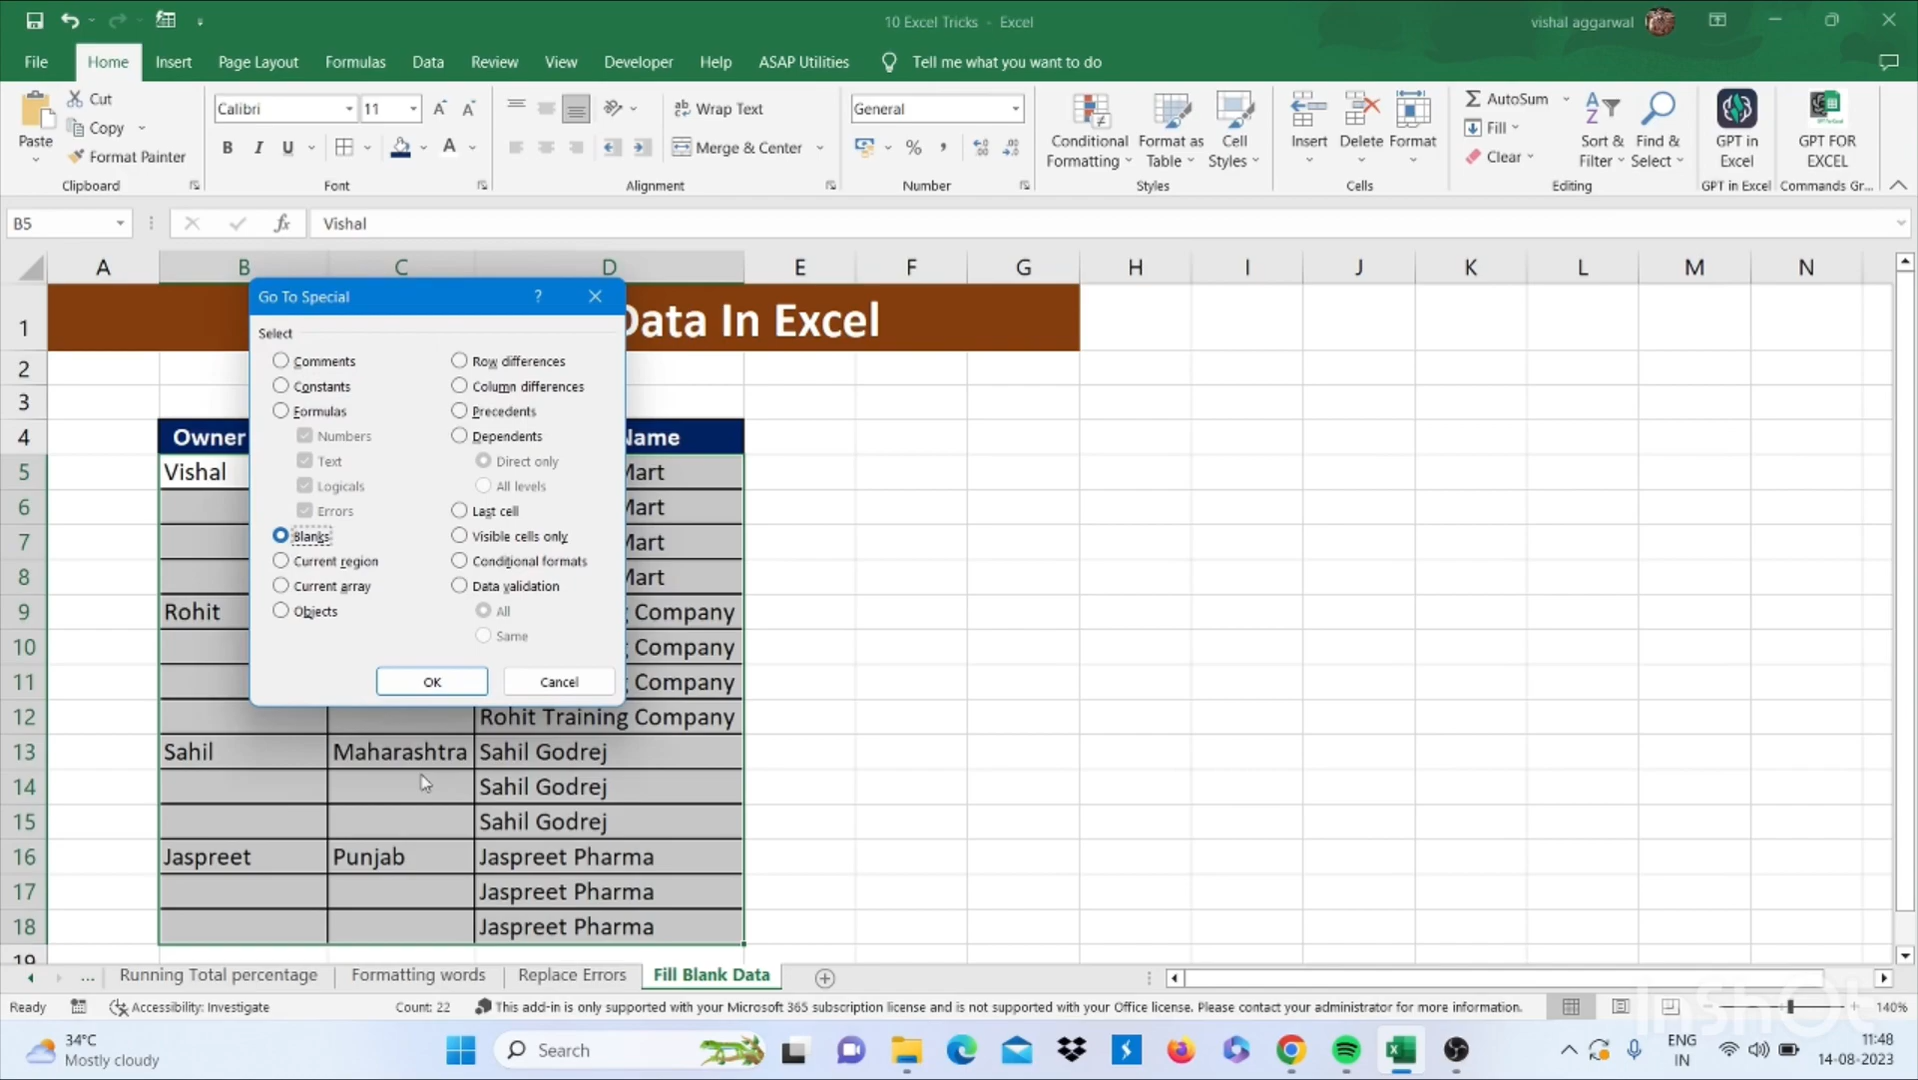 10 Excel Tricks - Excel
vishal aggarwal
File Home Insert Page Layout Formulas Data Review View Developer Help ASAP Utilities Tell me what you want to do
Paste
Cut
Copy
Format Painter
Clipboard
Calibri 11
B I U
Font
Wrap Text
Merge & Center
Alignment
General
%
Number
Conditional Formatting
Format as Table
Cell Styles
Styles
Insert Delete Format
Cells
AutoSum
Fill
Clear
Sort & Filter
Find & Select
Editing
GPT in Excel
GPT in Excel
GPT FOR EXCEL
Commands Gr...
B5 fx Vishal
A B C D E F G H I J K L M N
1 Data In Excel
2
3
4 Owner Name
5 Vishal Mart
6 Mart
7 Mart
8 Mart
9 Rohit g Company
10 g Company
11 g Company
12 Rohit Training Company
13 Sahil Maharashtra Sahil Godrej
14 Sahil Godrej
15 Sahil Godrej
16 Jaspreet Punjab Jaspreet Pharma
17 Jaspreet Pharma
18 Jaspreet Pharma
19
Go To Special ?
Select
Comments Row differences
Constants Column differences
Formulas Precedents
Numbers Dependents
Text Direct only
Logicals All levels
Errors Last cell
Blanks Visible cells only
Current region Conditional formats
Current array Data validation
Objects All
Same
OK Cancel
... Running Total percentage Formatting words Replace Errors Fill Blank Data
Ready Accessibility: Investigate Count: 22 This add-in is only supported with your Microsoft 365 subscription license and is not supported with your Office license. Please contact your administrator for more information. 140%
InShOt
34°C
Mostly cloudy
Search
ENG
IN
11:48
14-08-2023